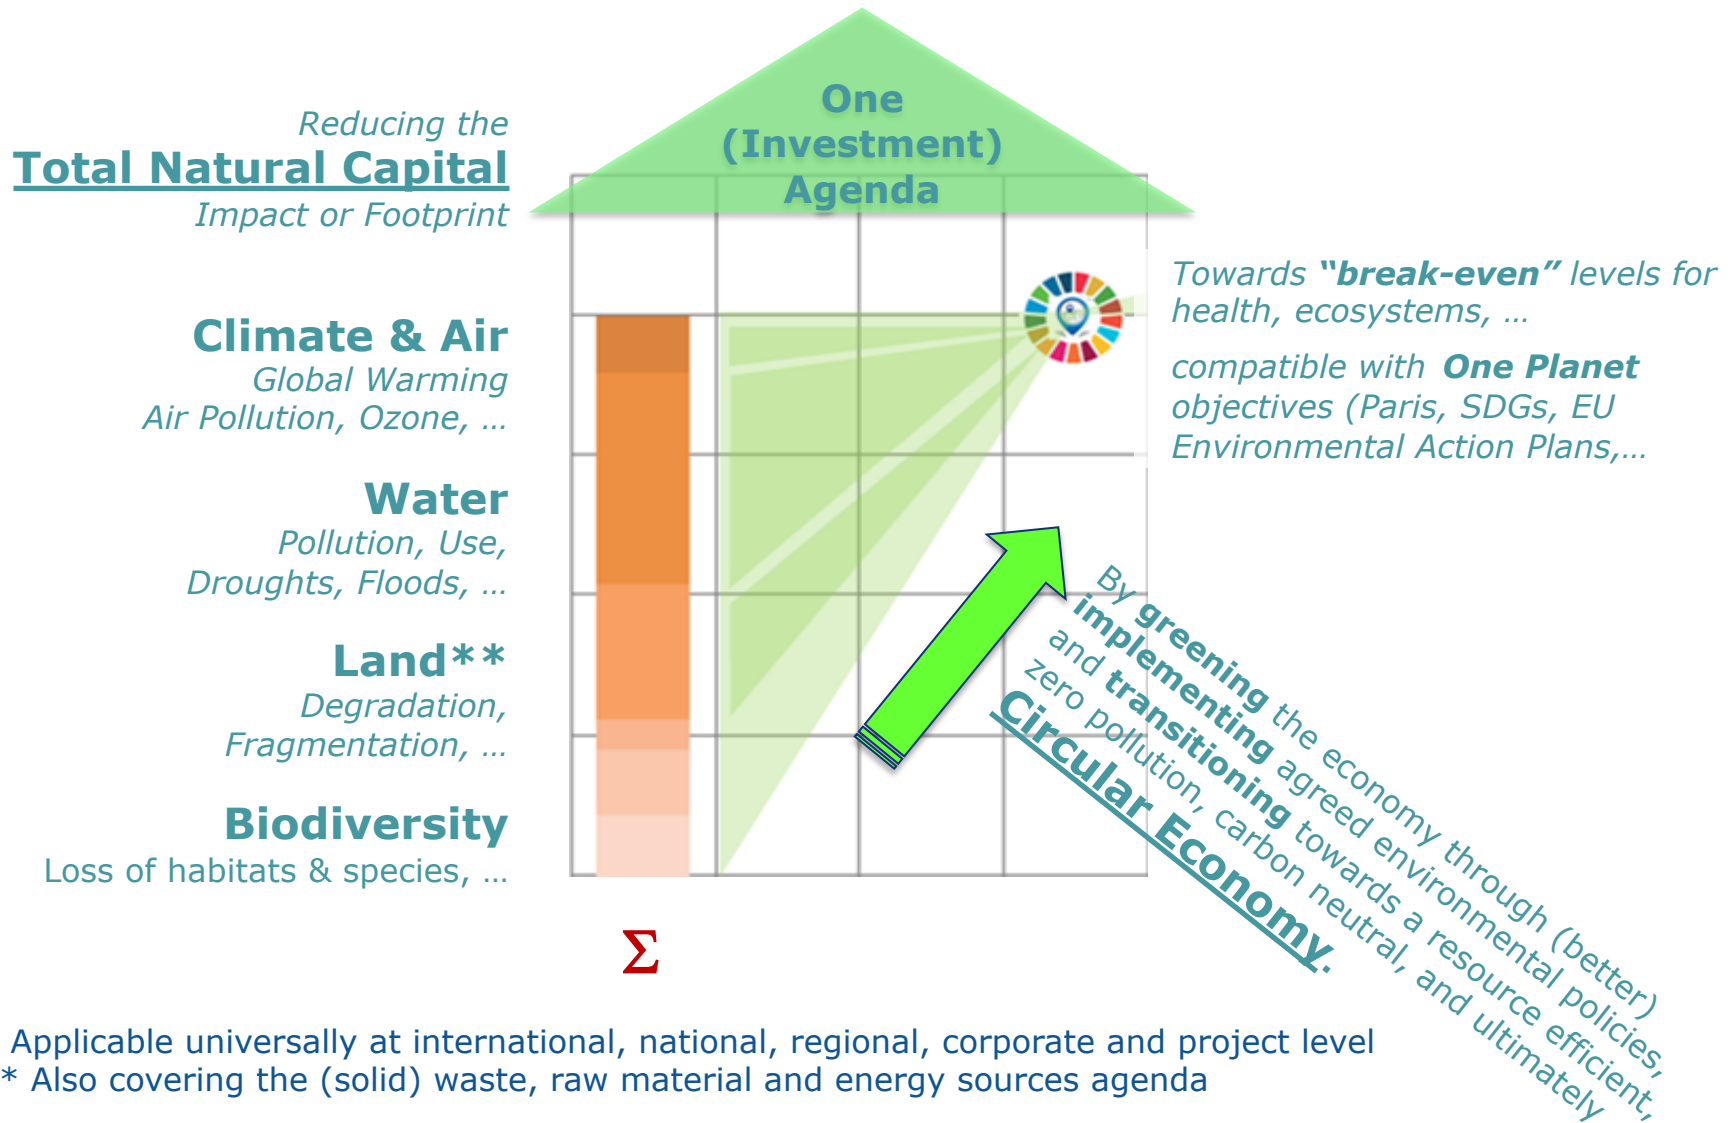 One
(Investment)
Agenda
Reducing the
Total Natural Capital
Impact or Footprint
Climate & Air
Global Warming
Air Pollution, Ozone, …
Water
Pollution, Use,
Droughts, Floods, …
Land**
Degradation,
Fragmentation, …
Biodiversity
Loss of habitats & species, …
Σ
Towards “break-even” levels for
health, ecosystems, …
compatible with One Planet
objectives (Paris, SDGs, EU
Environmental Action Plans,…
By greening the economy through (better)
implementing agreed environmental policies,
and transitioning towards a resource efficient,
zero pollution, carbon neutral, and ultimately
Circular Economy.
Applicable universally at international, national, regional, corporate and project level
* Also covering the (solid) waste, raw material and energy sources agenda